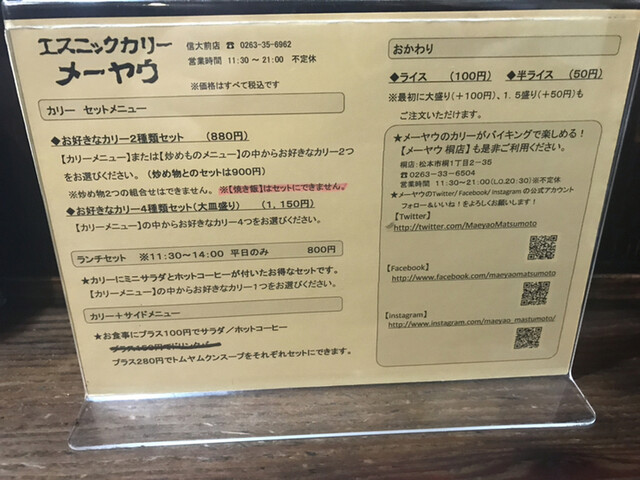 エスニックカリー
メーヤウ
信大前店 ☎ 0263-35-6962
営業時間 11:30 ～ 21:00 不定休
※価格はすべて税込です
カリー セットメニュー
◆お好きなカリー2種類セット (880円)
【カリーメニュー】または【炒めものメニュー】の中からお好きなカリー2つ
をお選びください。(炒め物とのセットは900円)
※炒め物2つの組合せはできません。※【焼き飯】はセットにできません。
◆お好きなカリー4種類セット(大皿盛り) (1,150円)
【カリーメニュー】の中からお好きなカリー4つをお選びください。
ランチセット ※11:30～14:00 平日のみ 800円
★カリーにミニサラダとホットコーヒーが付いたお得なセットです。
【カリーメニュー】の中からお好きなカリー1つをお選びください。
カリー+サイドメニュー
★お食事にプラス100円でサラダ/ホットコーヒー
プラス280円でトムヤムクンスープをそれぞれセットにできます。
おかわり
◆ライス (100円) ◆半ライス (50円)
※最初に大盛り(+100円)、1.5盛り(+50円)も
ご注文いただけます。
★メーヤウのカリーがバイキングで楽しめる!
【メーヤウ 桐店】も是非ご利用ください。
桐店:松本市桐1丁目2-35
☎0263-33-6504
営業時間 11:30～21:00(L.O.20:30)※不定休
★メーヤウのTwitter/ Facebook/ Instagram の公式アカウント
フォロー&いいね!をよろしくお願いします!
【Twitter】
http://twitter.com/MaeyaoMatsumoto
【Facebook】
http://www.facebook.com/maeyaomatsumoto
【instagram】
http://www.instagram.com/maeyao_mastumoto/